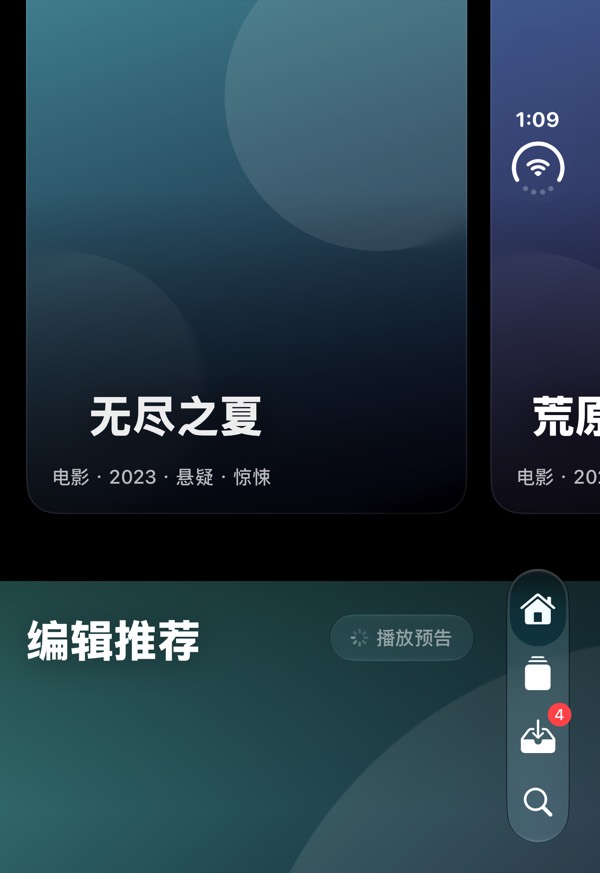 1:09
无尽之夏
荒原
电影 · 2023 · 悬疑 · 惊悚
电影 · 202
编辑推荐
播放预告
4